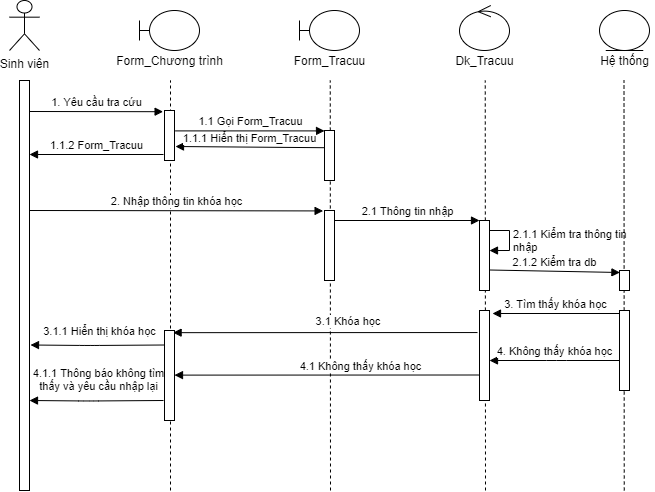 Sinh viên
Form_Chương trình
Form_Tracuu
Dk_Tracuu
Hệ thống
1. Yêu cầu tra cứu
1.1 Gọi Form_Tracuu
1.1.1 Hiển thị Form_Tracuu
1.1.2 Form_Tracuu
2. Nhập thông tin khóa học
2.1 Thông tin nhập
2.1.1 Kiểm tra thông tin
nhập
2.1.2 Kiểm tra db
3. Tìm thấy khóa học
3.1 Khóa học
3.1.1 Hiển thị khóa học
4. Không thấy khóa học
4.1 Không thấy khóa học
4.1.1 Thông báo không tìm
thấy và yêu cầu nhập lại